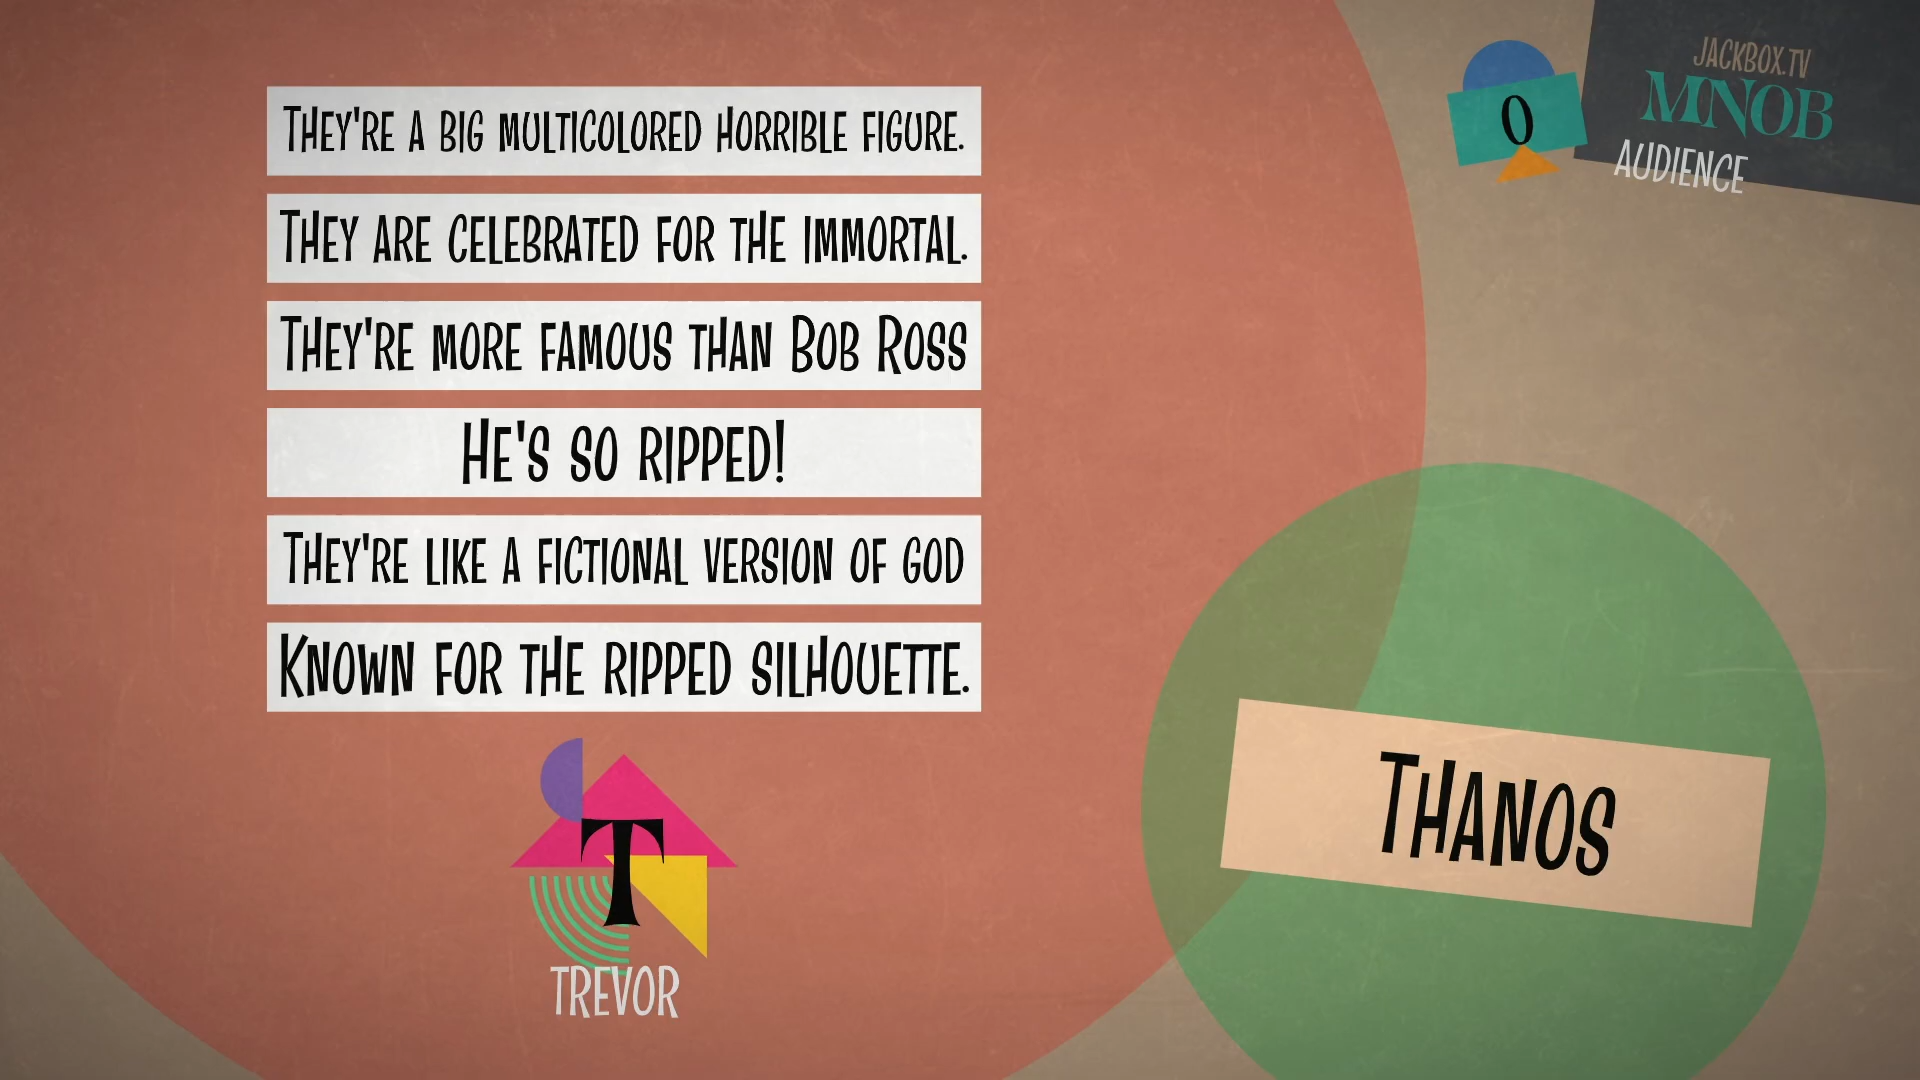 They're a big multicolored horrible figure.
They are celebrated for the immortal.
They're more famous than Bob Ross
He's so ripped!
They're like a fictional version of god
Known for the ripped silhouette.
T
TREVOR
Thanos
0
JACKBOX.TV
MNOB
AUDIENCE